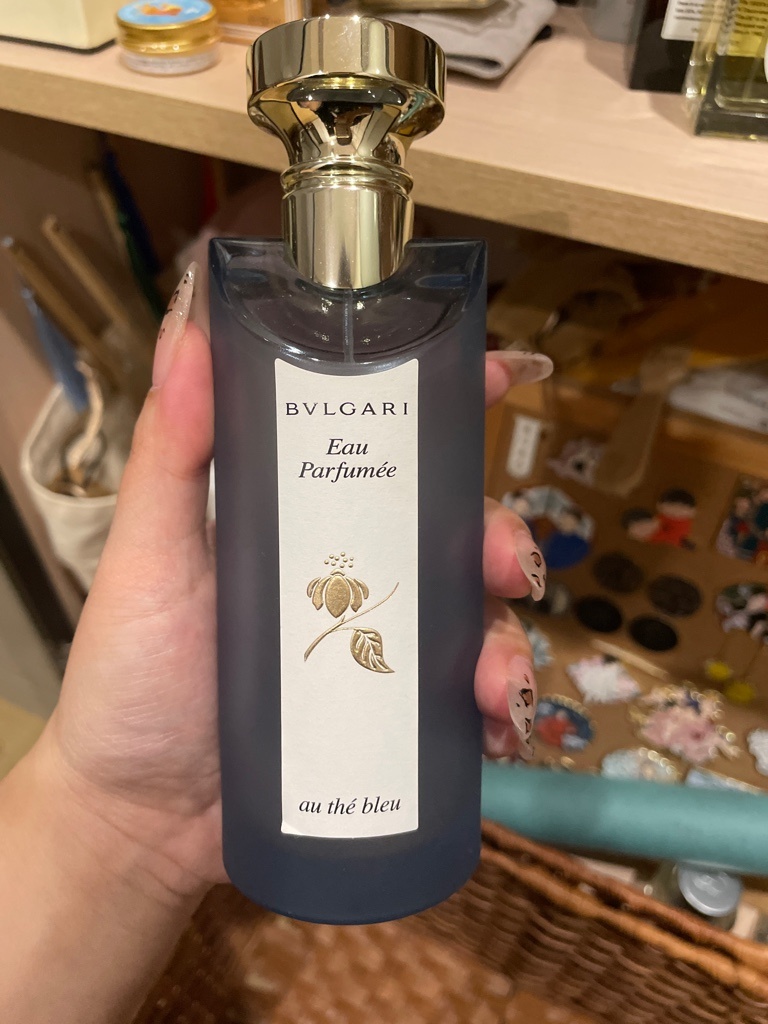 BVLGARI
Eau
Parfumée
au thé bleu